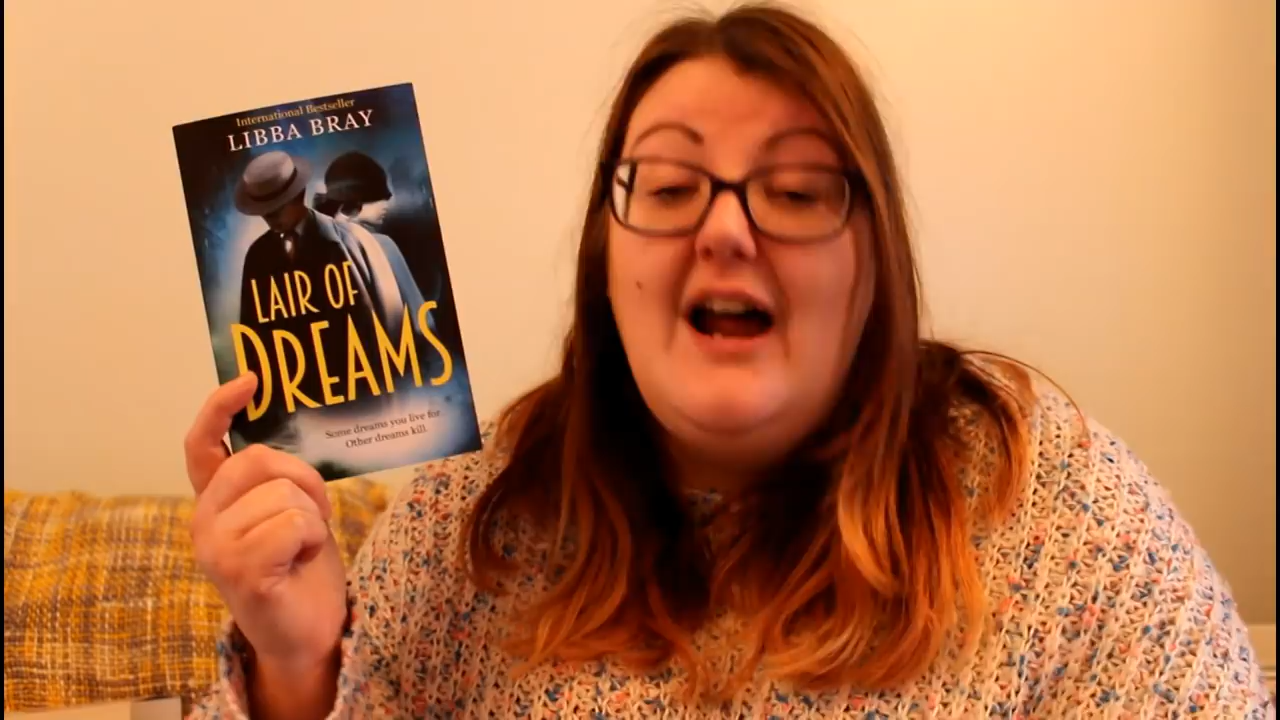 International Bestseller
LIBBA BRAY
LAIR OF
DREAMS
Some dreams you live for
Other dreams kill